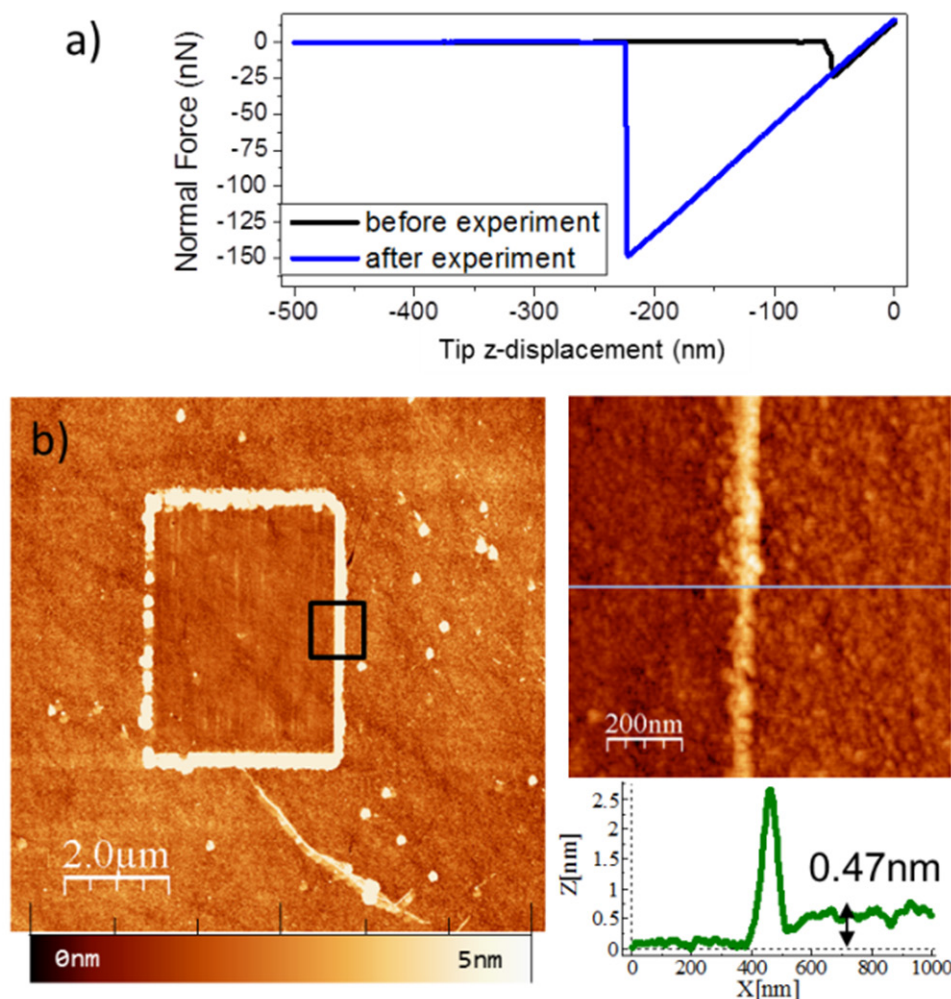 a)
Normal Force (nN)
0
-25
-50
-75
-100
-125
-150
before experiment
after experiment
-500
-400
-300
-200
-100
0
Tip z-displacement (nm)
b)
2.0µm
0nm
5nm
200nm
Z[nm]
2.5
2
1.5
1
0.5
0
0.47nm
0
200
400
600
800
1000
X[nm]